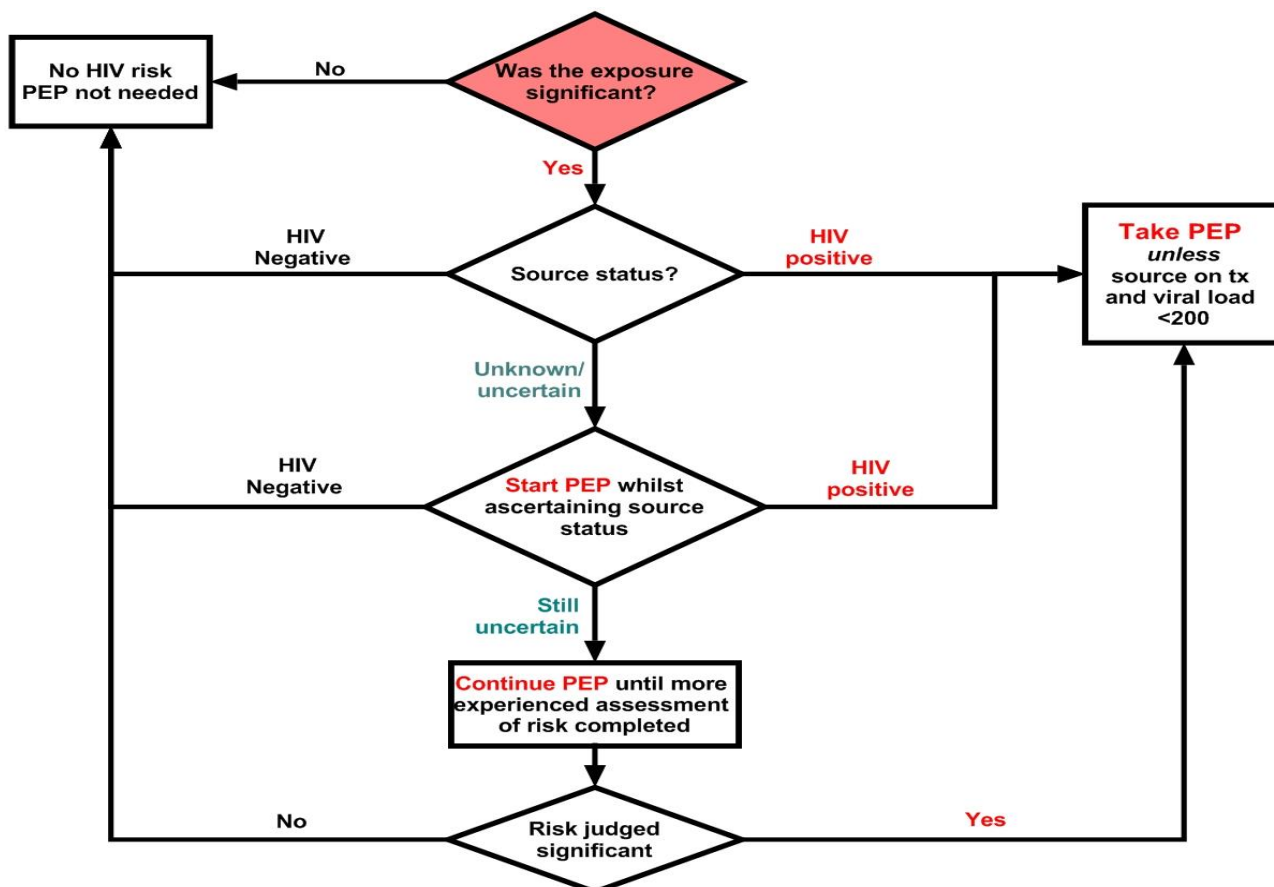 No HIV risk
PEP not needed
No
Was the exposure
significant?
Yes
HIV
Negative
Source status?
HIV
positive
Take PEP
unless
source on tx
and viral load
<200
Unknown/
uncertain
HIV
Negative
Start PEP whilst
ascertaining source
status
HIV
positive
Still
uncertain
Continue PEP until more
experienced assessment
of risk completed
No
Risk judged
significant
Yes